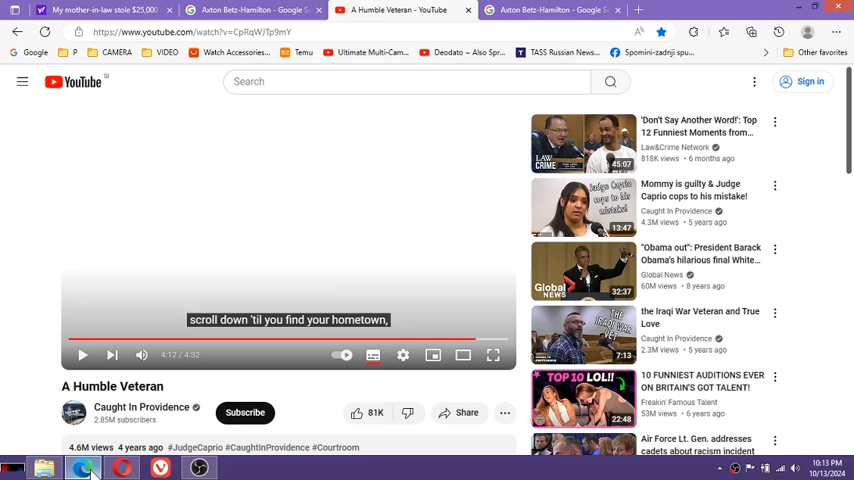 My mother-in-law stole $25,000
Axton Betz-Hamilton - Google S
A Humble Veteran - YouTube
Axton Betz-Hamilton - Google S
https://www.youtube.com/watch?v=CpRqWJTp9mY
Google
P
CAMERA
VIDEO
Watch Accessories...
Temu
Ultimate Multi-Cam...
Deodato ~ Also Spr...
TASS Russian News...
Spomini-zadnji spu...
Other favorites
YouTube SI
Search
Sign in
scroll down 'til you find your hometown,
4:12 / 4:32
A Humble Veteran
Caught In Providence
2.85M subscribers
Subscribe
81K
Share
4.6M views 4 years ago #JudgeCaprio #CaughtInProvidence #Courtroom
LAW&
CRIME
45:07
'Don't Say Another Word!': Top
12 Funniest Moments from...
Law&Crime Network
818K views • 6 months ago
Judge Caprio
cops to his
mistake!
13:47
Mommy is guilty & Judge
Caprio cops to his mistake!
Caught In Providence
4.3M views • 5 years ago
Global
NEWS
32:37
"Obama out": President Barack
Obama's hilarious final White...
Global News
60M views • 8 years ago
THE
IRAQI WAR
VET
7:13
the Iraqi War Veteran and True
Love
Caught In Providence
2.3M views • 5 years ago
TOP 10 LOL!!
22:48
10 FUNNIEST AUDITIONS EVER
ON BRITAIN'S GOT TALENT!
Freakin' Famous Talent
53M views • 6 years ago
Air Force Lt. Gen. addresses
cadets about racism incident
10:13 PM
10/13/2024